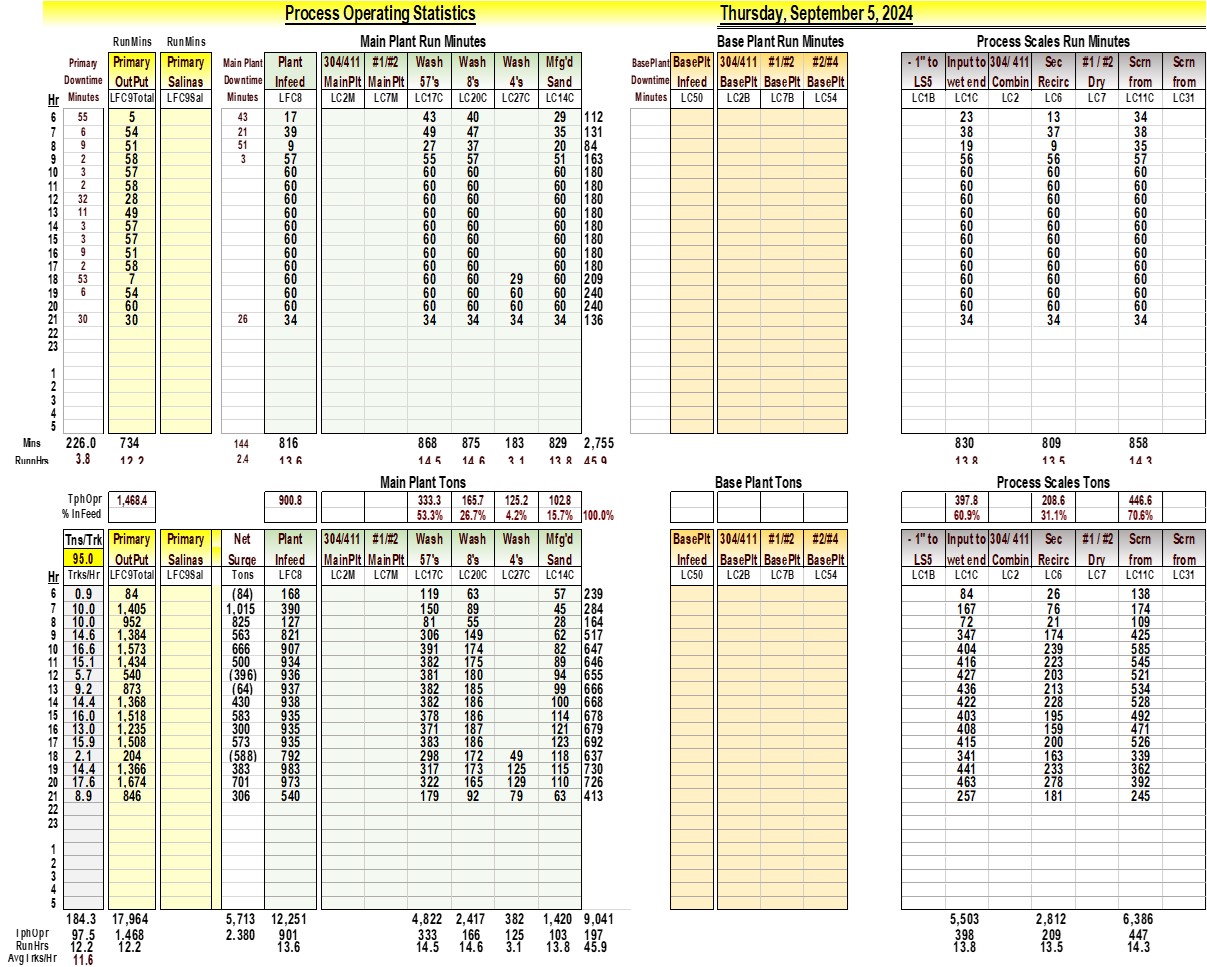 Process Operating Statistics Thursday, September 5, 2024
RunMins RunMins Main Plant Run Minutes Base Plant Run Minutes Process Scales Run Minutes
Primary Primary Primary Main Plant Plant 304/411 #1/#2 Wash Wash Wash Mfg'd BasePlant BasePlt 304/411 #1/#2 #2/#4 - 1" to Input to 304/ 411 Sec #1 / #2 Scrn Scrn
Downtime OutPut Salinas Downtime Infeed MainPlt MainPlt 57's 8's 4's Sand Downtime Infeed BasePlt BasePlt BasePlt LS5 wet end Combin Recirc Dry from from
Hr Minutes LFC9Total LFC9Sal Minutes LFC8 LC2M LC7M LC17C LC20C LC27C LC14C Minutes LC50 LC2B LC7B LC54 LC1B LC1C LC2 LC6 LC7 LC11C LC31
6 55 5 43 17 43 40 29 112 23 13 34
7 6 54 21 39 49 47 35 131 38 37 38
8 9 51 51 9 27 37 20 84 19 9 35
9 2 58 3 57 55 57 51 163 56 56 57
10 3 57 60 60 60 60 180 60 60 60
11 2 58 60 60 60 60 180 60 60 60
12 32 28 60 60 60 60 180 60 60 60
13 11 49 60 60 60 60 180 60 60 60
14 3 57 60 60 60 60 180 60 60 60
15 3 57 60 60 60 60 180 60 60 60
16 9 51 60 60 60 60 180 60 60 60
17 2 58 60 60 60 60 180 60 60 60
18 53 7 60 60 60 29 60 209 60 60 60
19 6 54 60 60 60 60 60 240 60 60 60
20 60 60 60 60 60 60 240 60 60 60
21 30 30 26 34 34 34 34 34 136 34 34 34
22
23
1
2
3
4
5
Mins 226.0 734 144 816 868 875 183 829 2,755 830 809 858
RunnHrs 3.8 12.2 2.4 13.6 14.5 14.6 3.1 13.8 45.9 13.8 13.5 14.3
Main Plant Tons Base Plant Tons Process Scales Tons
TphOpr 1,468.4 900.8 333.3 165.7 125.2 102.8 397.8 208.6 446.6
% InFeed 53.3% 26.7% 4.2% 15.7% 100.0% 60.9% 31.1% 70.6%
Tns/Trk Primary Primary Net Plant 304/411 #1/#2 Wash Wash Wash Mfg'd BasePlt 304/411 #1/#2 #2/#4 - 1" to Input to 304/ 411 Sec #1 / #2 Scrn Scrn
95.0 OutPut Salinas Surge Infeed MainPlt MainPlt 57's 8's 4's Sand Infeed BasePlt BasePlt BasePlt LS5 wet end Combin Recirc Dry from from
Hr Trks/Hr LFC9Total LFC9Sal Tons LFC8 LC2M LC7M LC17C LC20C LC27C LC14C LC50 LC2B LC7B LC54 LC1B LC1C LC2 LC6 LC7 LC11C LC31
6 0.9 84 (84) 168 119 63 57 239 84 26 138
7 10.0 1,405 1,015 390 150 89 45 284 167 76 174
8 10.0 952 825 127 81 55 28 164 72 21 109
9 14.6 1,384 563 821 306 149 62 517 347 174 425
10 16.6 1,573 666 907 391 174 82 647 404 239 585
11 15.1 1,434 500 934 382 175 89 646 416 223 545
12 5.7 540 (396) 936 381 180 94 655 427 203 521
13 9.2 873 (64) 937 382 185 99 666 436 213 534
14 14.4 1,368 430 938 382 186 100 668 422 228 528
15 16.0 1,518 583 935 378 186 114 678 403 195 492
16 13.0 1,235 300 935 371 187 121 679 408 159 471
17 15.9 1,508 573 935 383 186 123 692 415 200 526
18 2.1 204 (588) 792 298 172 49 118 637 341 163 339
19 14.4 1,366 383 983 317 173 125 115 730 441 233 362
20 17.6 1,674 701 973 322 165 129 110 726 463 278 392
21 8.9 846 306 540 179 92 79 63 413 257 181 245
22
23
1
2
3
4
5
184.3 17,964 5,713 12,251 4,822 2,417 382 1,420 9,041 5,503 2,812 6,386
TphOpr 97.5 1,468 2,380 901 333 166 125 103 197 398 209 447
RunHrs 12.2 12.2 13.6 14.5 14.6 3.1 13.8 45.9 13.8 13.5 14.3
AvgTrks/Hr 11.6